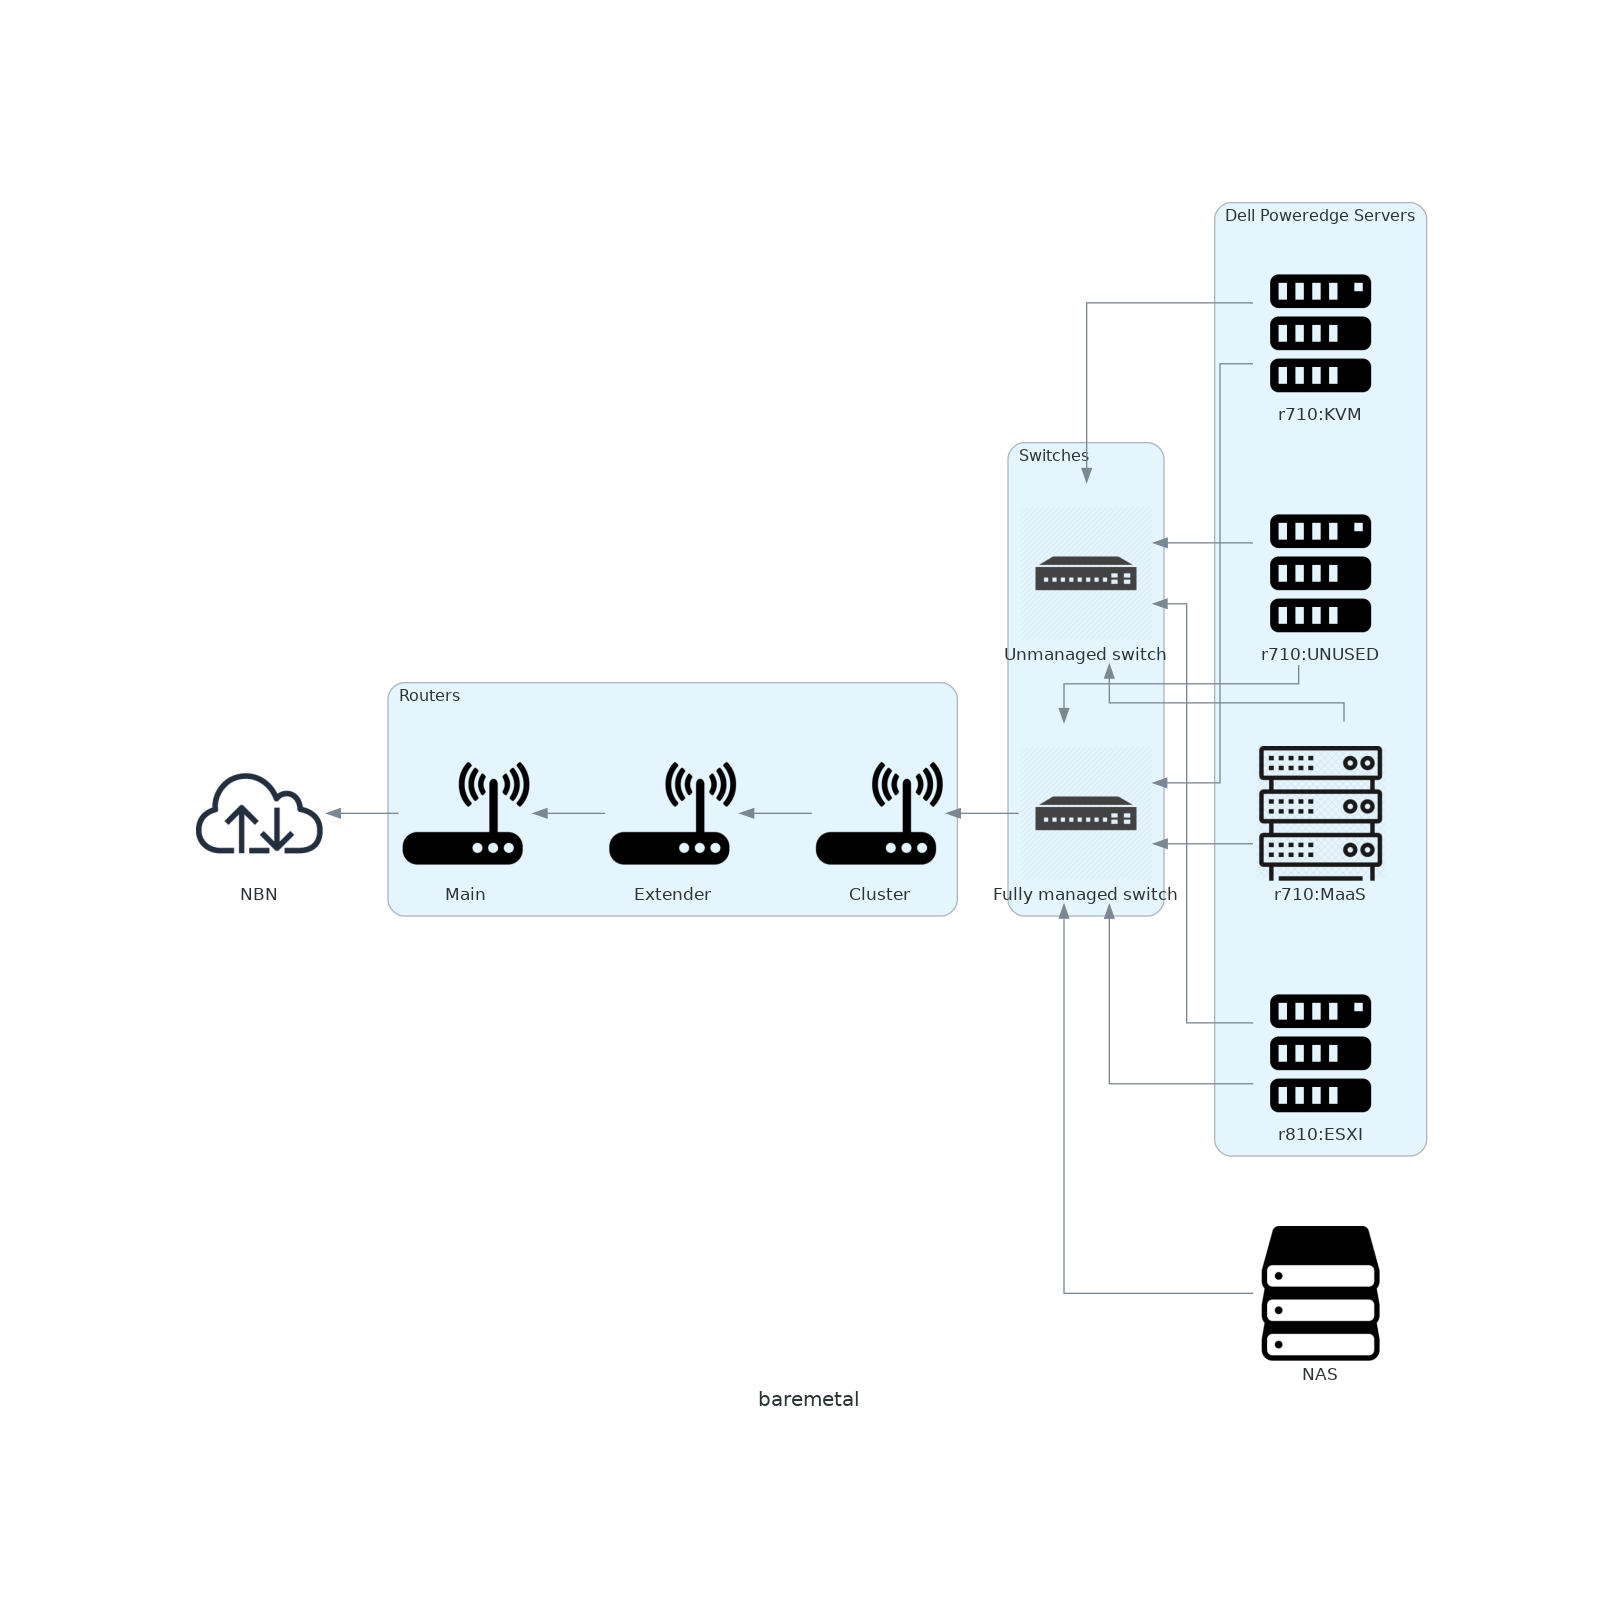 Dell Poweredge Servers
r710:KVM
Switches
Unmanaged switch
r710:UNUSED
Routers
NBN
Main
Extender
Cluster
Fully managed switch
r710:MaaS
r810:ESXI
NAS
baremetal